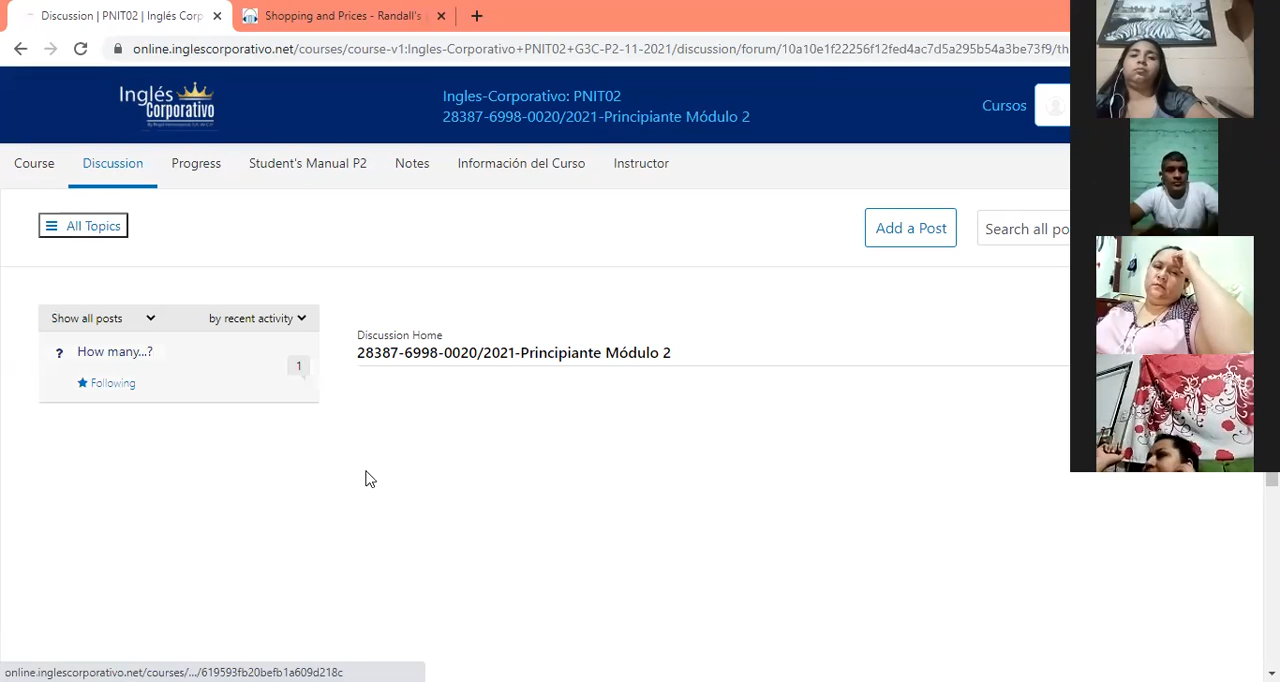 Discussion | PNIT02 | Inglés Corp
Shopping and Prices - Randall's
online.inglescorporativo.net/courses/course-v1:Ingles-Corporativo+PNIT02+G3C-P2-11-2021/discussion/forum/10a10e1f22256f12fed4ac7d5a295b54a3be73f9/th
Inglés
Corporativo
Ingles-Corporativo: PNIT02
28387-6998-0020/2021-Principiante Módulo 2
Cursos
Course
Discussion
Progress
Student's Manual P2
Notes
Información del Curso
Instructor
All Topics
Add a Post
Search all po
Show all posts
by recent activity
? How many...?
1
Following
Discussion Home
28387-6998-0020/2021-Principiante Módulo 2
online.inglescorporativo.net/courses/.../619593fb20befb1a609d218c